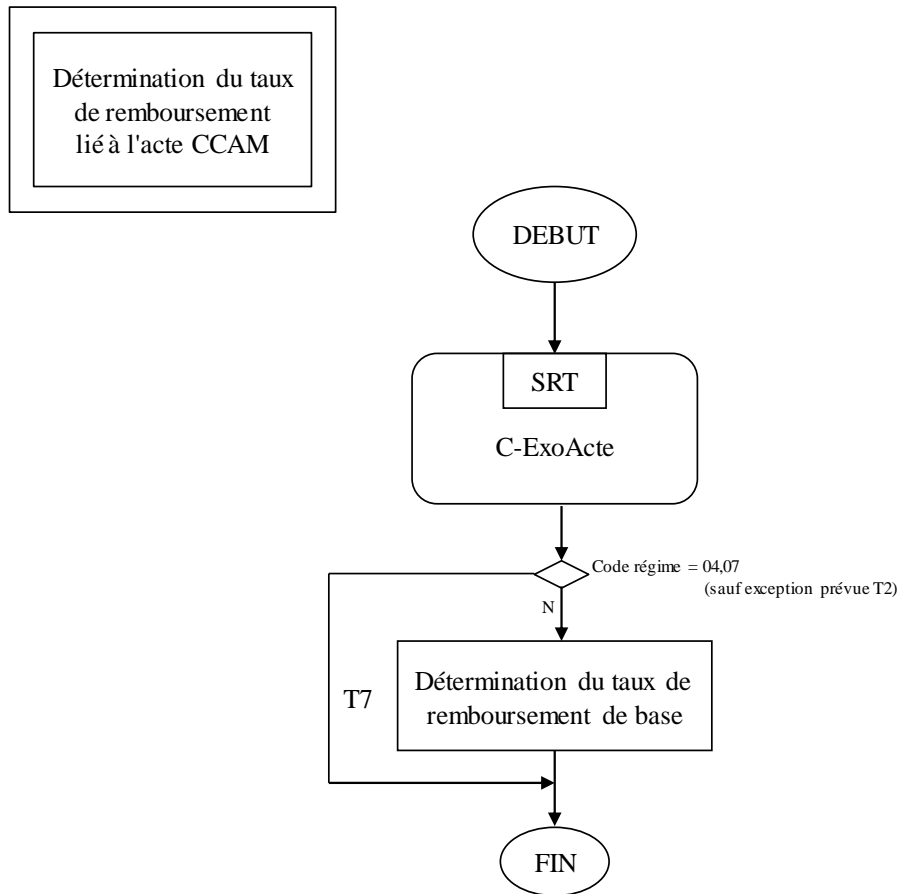 Détermination du taux
de remboursement
lié à l'acte CCAM
DEBUT
SRT
C-ExoActe
Code régime = 04,07
(sauf exception prévue T2)
N
T7
Détermination du taux de
remboursement de base
FIN